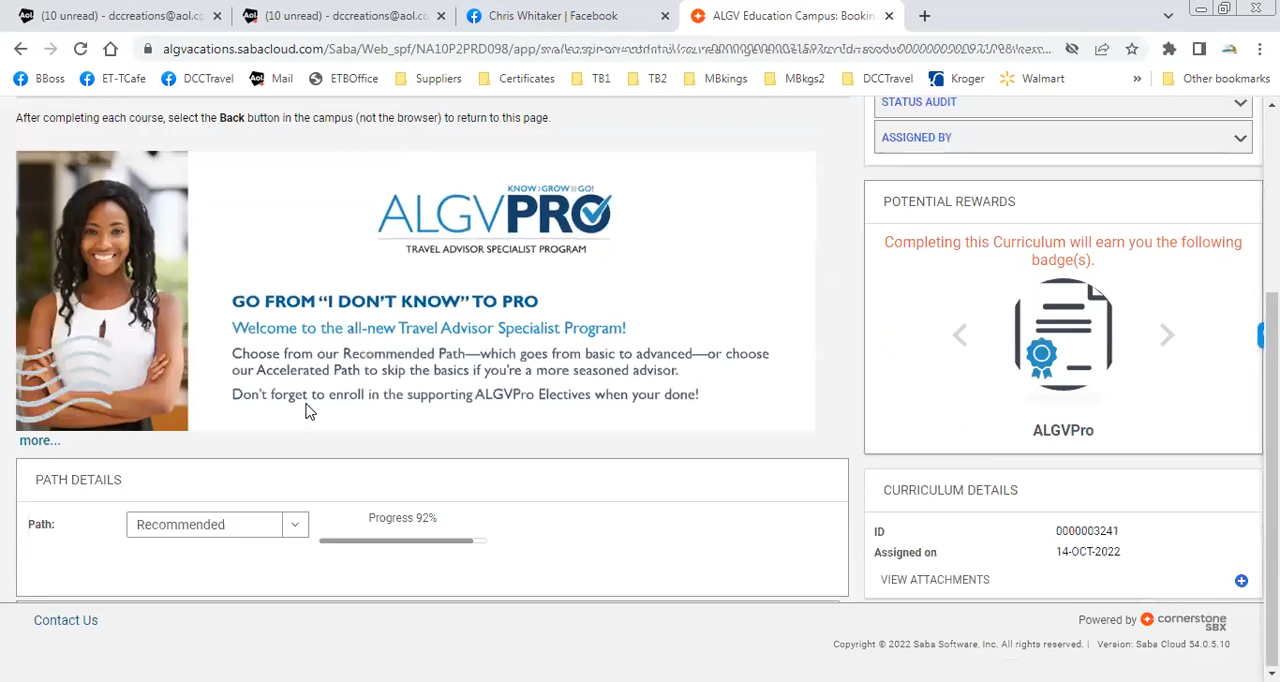 (10 unread) - dccreations@aol.cc
(10 unread) - dccreations@aol.cc
Chris Whitaker | Facebook
ALGV Education Campus: Bookin
BBoss
ET-TCafe
DCCTravel
Aol.
Mail
ETBOffice
Suppliers
Certificates
TB1
TB2
MBkings
MBkgs2
DCCTravel
Kroger
Walmart
»
Other bookmarks
After completing each course, select the Back button in the campus (not the browser) to return to this page.
STATUS AUDIT
ASSIGNED BY
KNOW GROW GO!
ALGVPRO
TRAVEL ADVISOR SPECIALIST PROGRAM
GO FROM “I DON’T KNOW” TO PRO
Welcome to the all-new Travel Advisor Specialist Program!
Choose from our Recommended Path—which goes from basic to advanced—or choose
our Accelerated Path to skip the basics if you’re a more seasoned advisor.
Don’t forget to enroll in the supporting ALGVPro Electives when your done!
more...
POTENTIAL REWARDS
Completing this Curriculum will earn you the following
badge(s).
ALGVPro
PATH DETAILS
Path:
Recommended
Progress 92%
CURRICULUM DETAILS
ID
0000003241
Assigned on
14-OCT-2022
VIEW ATTACHMENTS
Contact Us
Powered by cornerstone
SBX
Copyright © 2022 Saba Software, Inc. All rights reserved. | Version: Saba Cloud 54.0.5.10